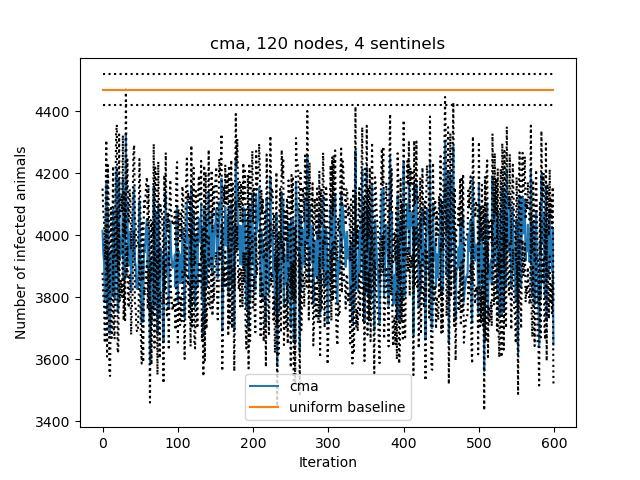 cma, 120 nodes, 4 sentinels
Number of infected animals
4400
4200
4000
3800
3600
3400
cma
uniform baseline
0 100 200 300 400 500 600
Iteration